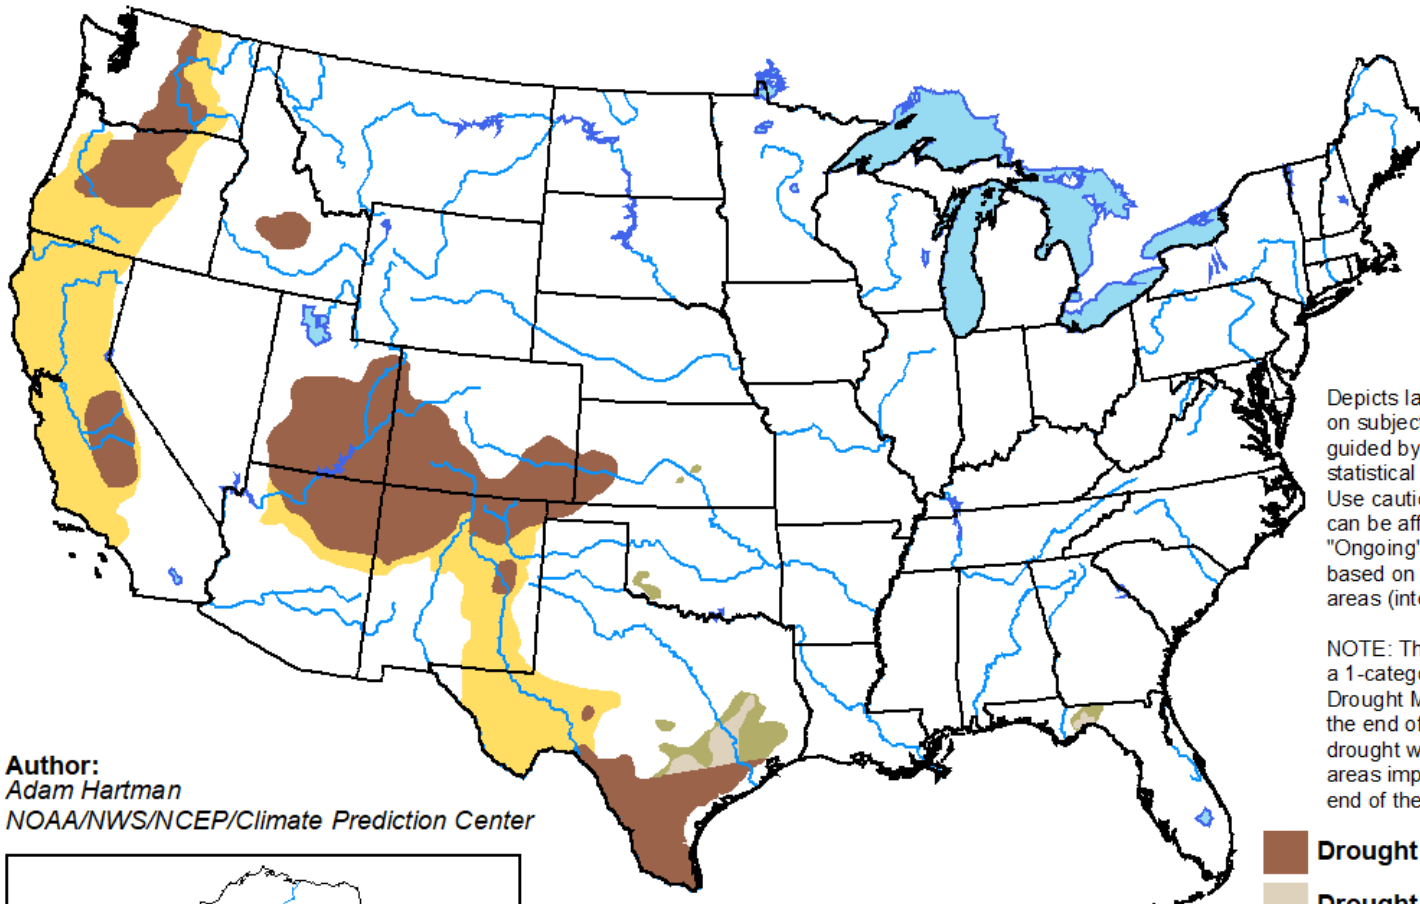 Depicts la
on subject
guided by
statistical
Use cautio
can be aff
"Ongoing"
based on
areas (inte
NOTE: Th
a 1-catego
Drought M
the end of
drought w
areas imp
end of the
Author:
Adam Hartman
NOAA/NWS/NCEP/Climate Prediction Center
Drought
Drought